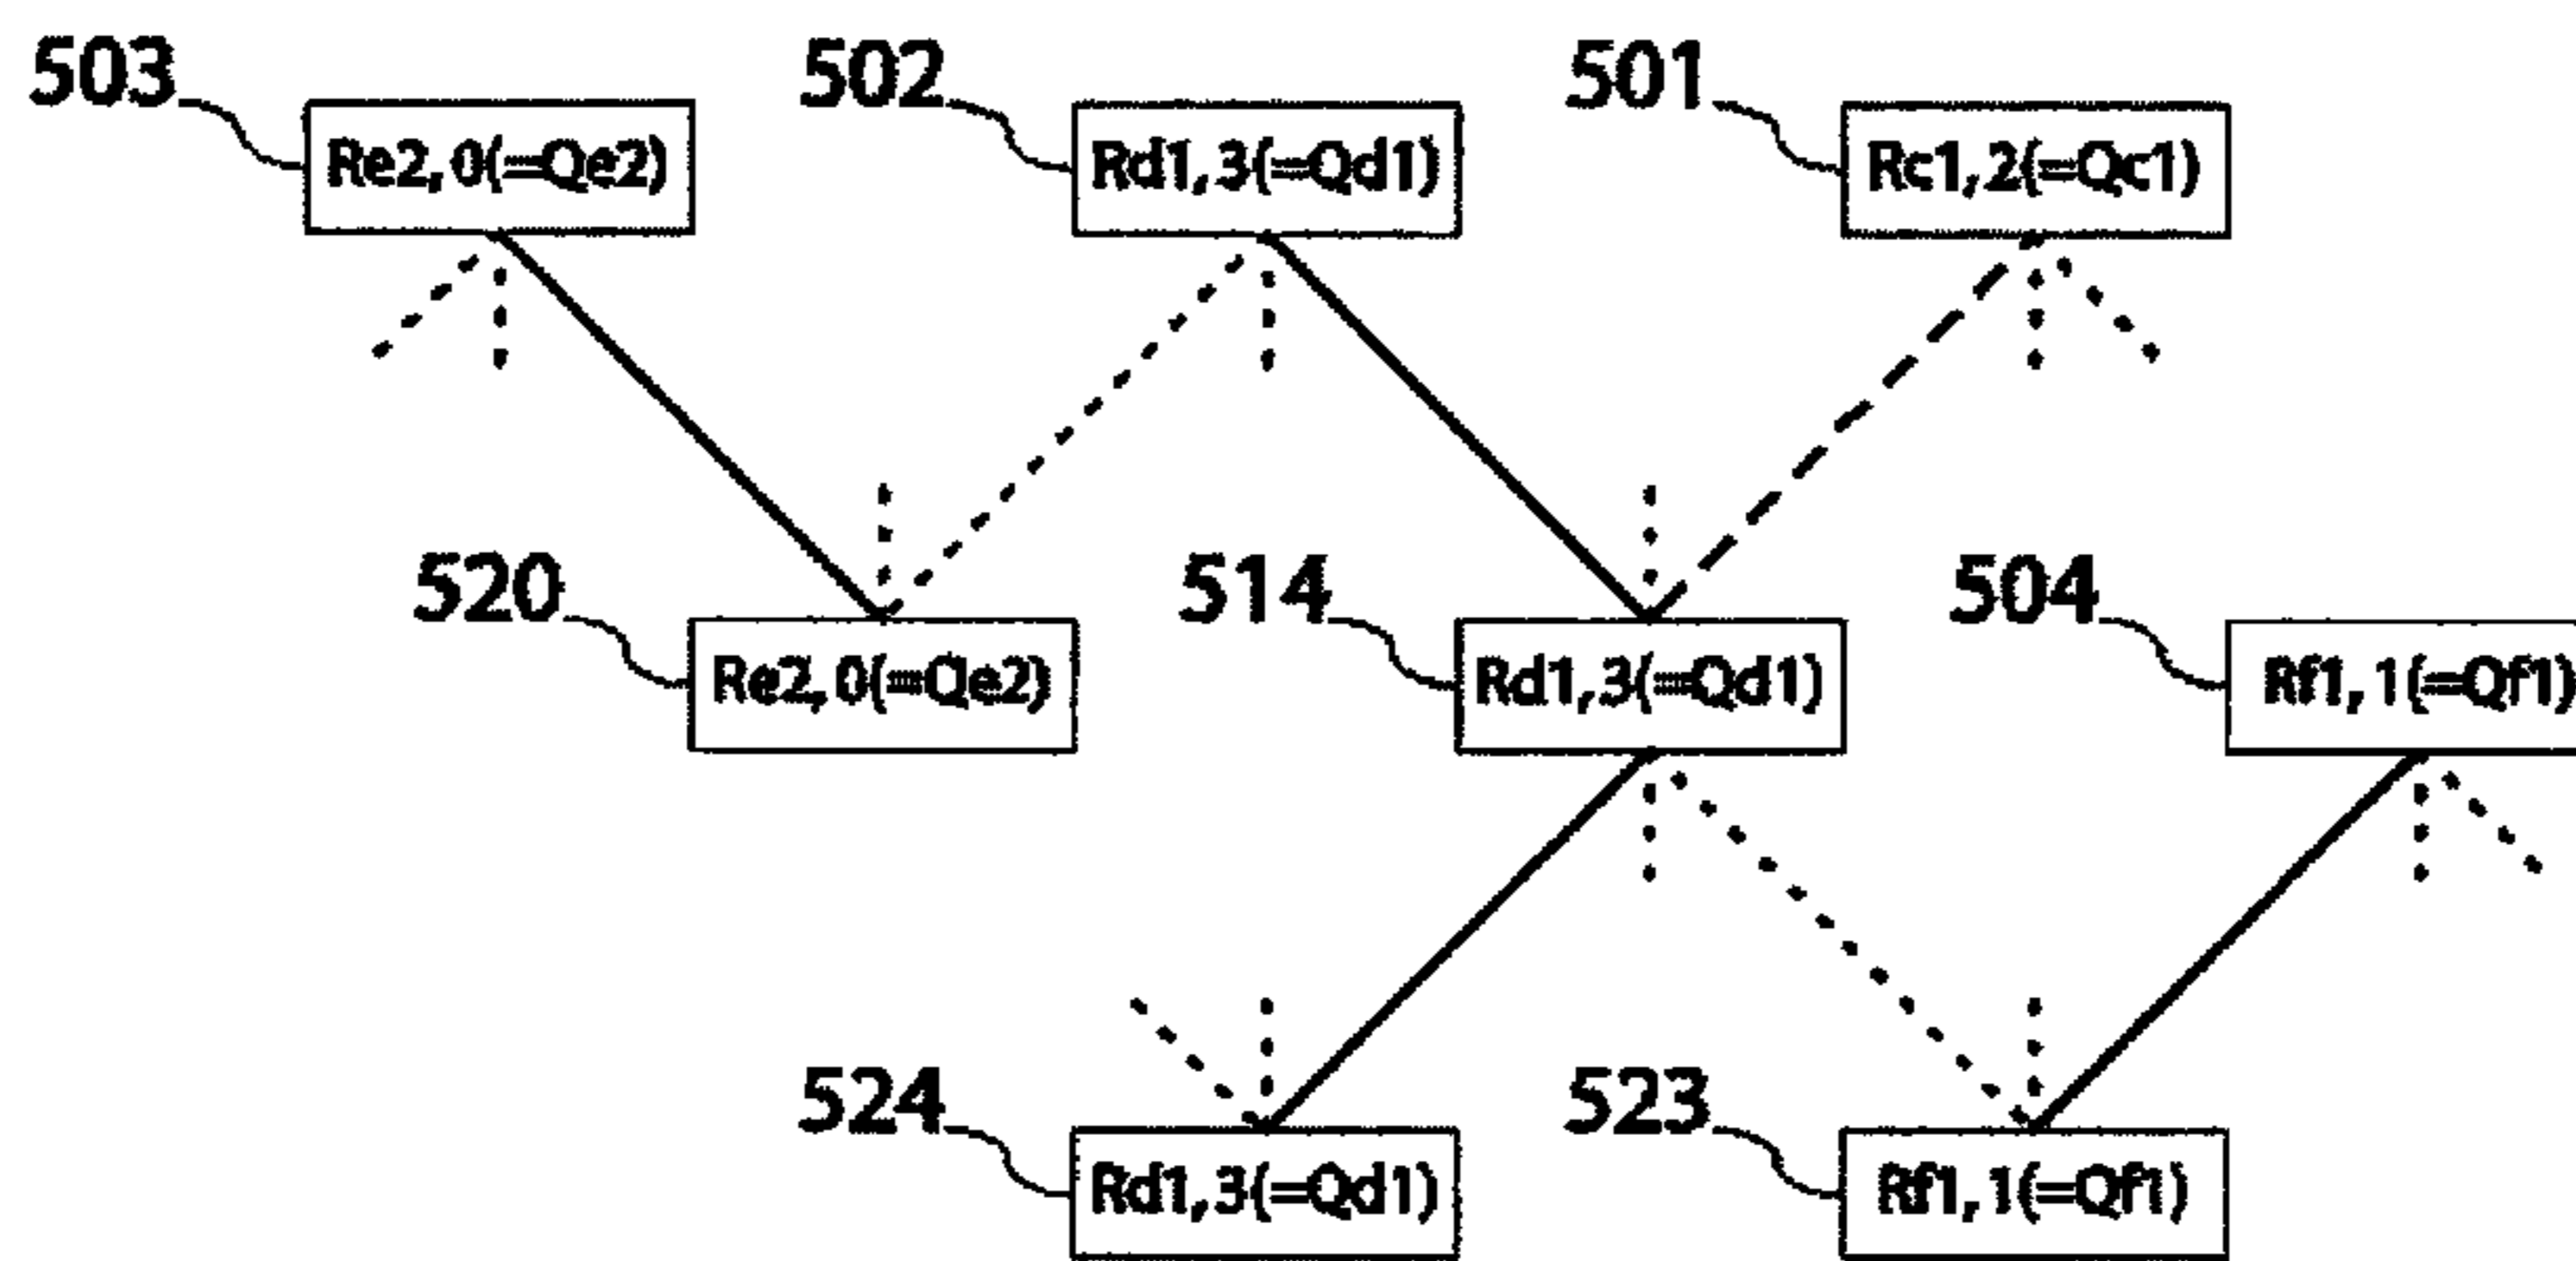 503 502 501
Re2,0(=Qe2) Rd1,3(=Qd1) Rc1,2(=Qc1)
520 514 504
Re2,0(=Qe2) Rd1,3(=Qd1) Rf1,1(=Qf1)
524 523
Rd1,3(=Qd1) Rf1,1(=Qf1)